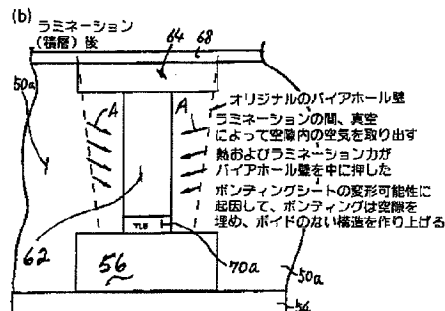 (b) ラミネーション
(積層)後
64
68
50a
A
A
オリジナルのバイアホール壁
ラミネーションの間、真空
によって空隙内の空気を取り出す
熱およびラミネーション力が
バイアホール壁を中に押した
ボンディングシートの変形可能性に
起因して、ボンディングは空隙を
埋め、ボイドのない構造を作り上げる
62
TLB
70a
56
50a
54